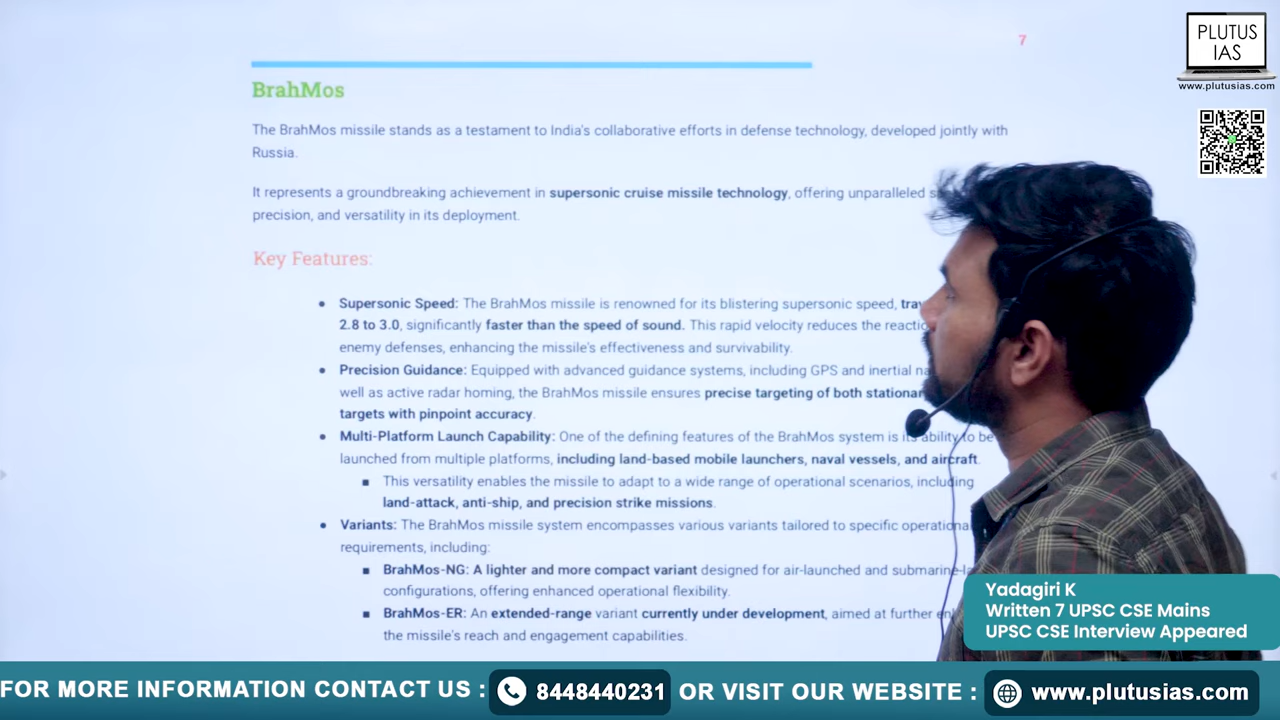 7
PLUTUS
IAS
www.plutusias.com
BrahMos
The BrahMos missile stands as a testament to India's collaborative efforts in defense technology, developed jointly with
Russia.
It represents a groundbreaking achievement in supersonic cruise missile technology, offering unparalleled
precision, and versatility in its deployment.
Key Features:
• Supersonic Speed: The BrahMos missile is renowned for its blistering supersonic speed,
2.8 to 3.0, significantly faster than the speed of sound. This rapid velocity reduces the
enemy defenses, enhancing the missile's effectiveness and survivability.
• Precision Guidance: Equipped with advanced guidance systems, including GPS and inertial
well as active radar homing, the BrahMos missile ensures precise targeting of both
targets with pinpoint accuracy.
• Multi-Platform Launch Capability: One of the defining features of the BrahMos system is its ability to be
launched from multiple platforms, including land-based mobile launchers, naval vessels, and aircraft.
▪ This versatility enables the missile to adapt to a wide range of operational scenarios, including
land-attack, anti-ship, and precision strike missions.
• Variants: The BrahMos missile system encompasses various variants tailored to specific operational
requirements, including:
▪ BrahMos-NG: A lighter and more compact variant designed for air-launched and
configurations, offering enhanced operational flexibility.
▪ BrahMos-ER: An extended-range variant currently under development, aimed at further
the missile's reach and engagement capabilities.
Yadagiri K
Written 7 UPSC CSE Mains
UPSC CSE Interview Appeared
FOR MORE INFORMATION CONTACT US : 8448440231 OR VISIT OUR WEBSITE : www.plutusias.com